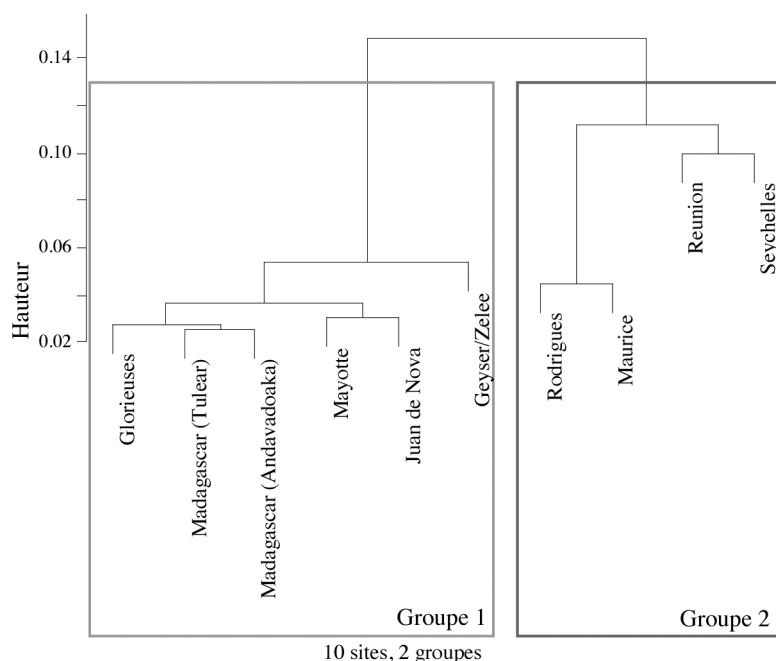 0.14
0.10
0.06
0.02
Hauteur
Glorieuses
Madagascar (Tulear)
Madagascar (Andavadoaka)
Mayotte
Juan de Nova
Geyser/Zelee
Rodrigues
Maurice
Reunion
Seychelles
Groupe 1
Groupe 2
10 sites, 2 groupes